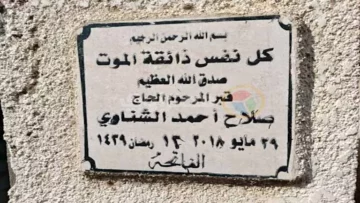 بسم الله الرحمن الرحيم
كل نفس ذائقة الموت
صدق الله العظيم
قبر المرحوم الحاج
صلاح أحمد الشناوي
٢٩ مايو ٢٠١٨ ١٣ رمضان ١٤٣٩
الفاتحة